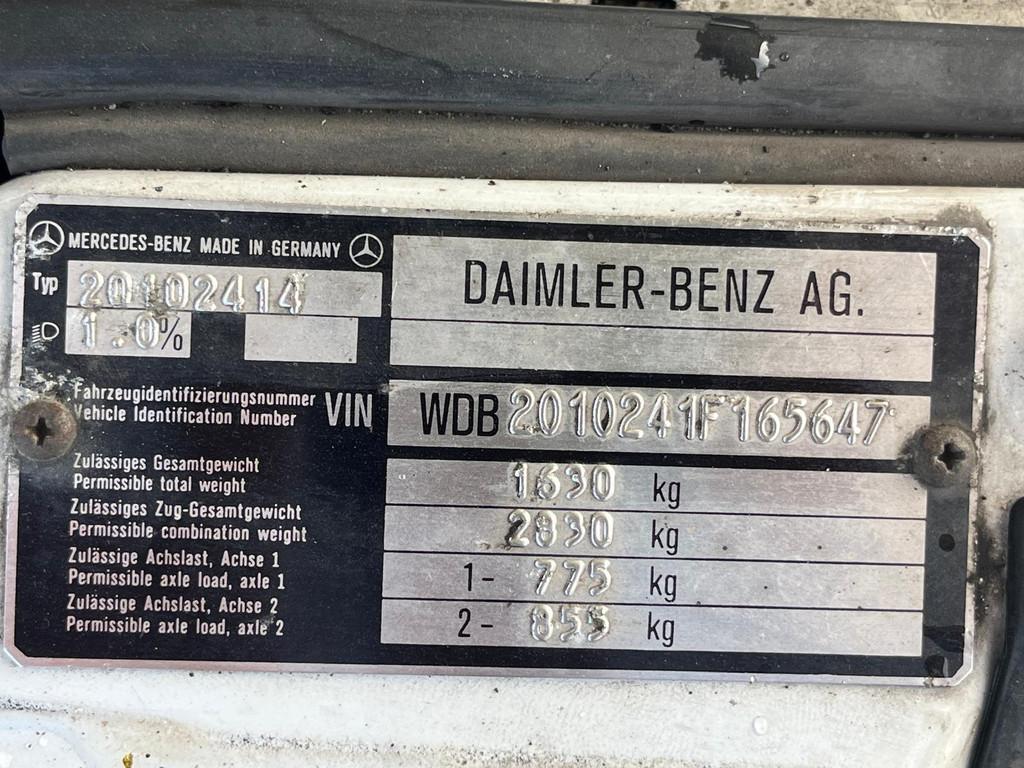 MERCEDES-BENZ MADE IN GERMANY
DAIMLER-BENZ AG.
Typ 20102414
1.0%
Fahrzeugidentifizierungsnummer
Vehicle Identification Number VIN WDB 2010241F165647
Zulässiges Gesamtgewicht
Permissible total weight 1630 kg
Zulässiges Zug-Gesamtgewicht
Permissible combination weight 2830 kg
Zulässige Achslast, Achse 1
Permissible axle load, axle 1 1- 775 kg
Zulässige Achslast, Achse 2
Permissible axle load, axle 2 2- 855 kg